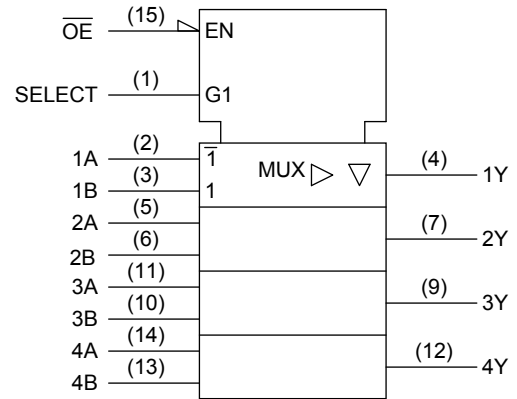 O̅E̅ (15) EN
SELECT (1) G1
1A (2) 1̅ MUX (4) 1Y
1B (3) 1
2A (5) (7) 2Y
2B (6)
3A (11) (9) 3Y
3B (10)
4A (14) (12) 4Y
4B (13)